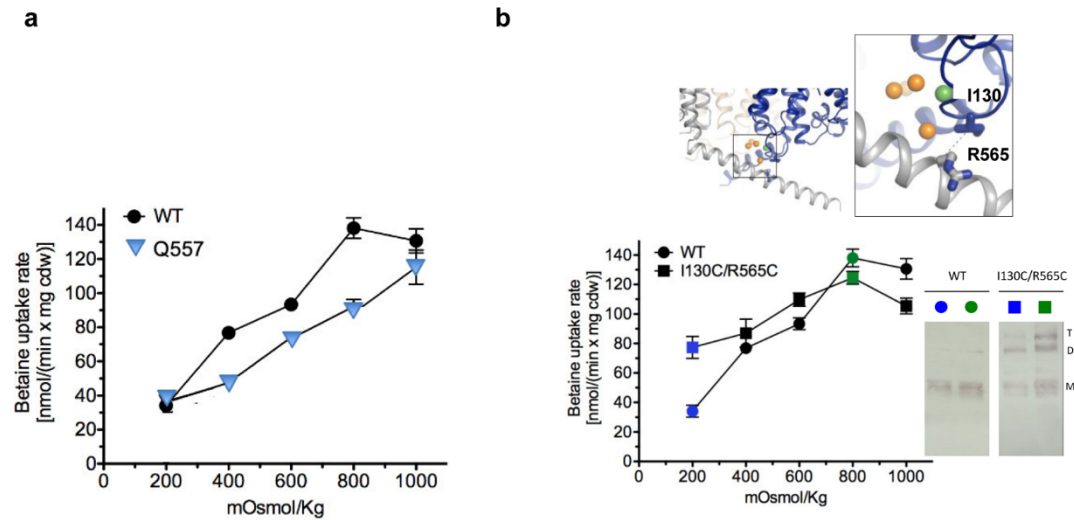 a
WT
Q557
Betaine uptake rate
[nmol/(min x mg cdw)]
140
120
100
80
60
40
20
0
0 200 400 600 800 1000
mOsmol/Kg
b
I130
R565
WT
I130C/R565C
Betaine uptake rate
[nmol/(min x mg cdw)]
140
120
100
80
60
40
20
0
0 200 400 600 800 1000
mOsmol/Kg
WT
I130C/R565C
T
D
M